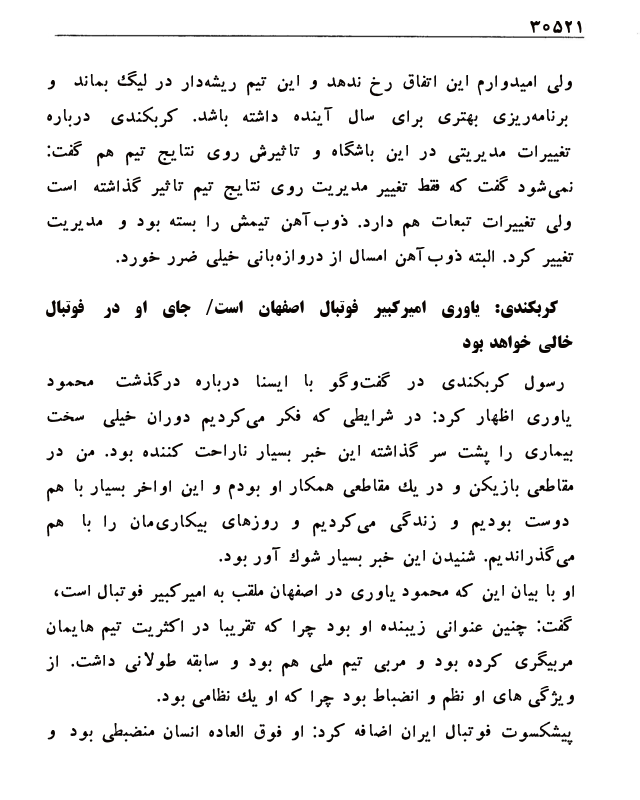 ۳۰۵۲۱
ولی امیدوارم این اتفاق رخ ندهد و این تیم ریشه‌دار در لیگ بماند و
برنامه‌ریزی بهتری برای سال آینده داشته باشد. کربکندی درباره
تغییرات مدیریتی در این باشگاه و تاثیرش روی نتایج تیم هم گفت:
نمی‌شود گفت که فقط تغییر مدیریت روی نتایج تیم تاثیر گذاشته است
ولی تغییرات تبعات هم دارد. ذوب‌آهن تیمش را بسته بود و مدیریت
تغییر کرد. البته ذوب‌آهن امسال از دروازه‌بانی خیلی ضرر خورد.
کربکندی: یاوری امیرکبیر فوتبال اصفهان است/ جای او در فوتبال
خالی خواهد بود
رسول کربکندی در گفت‌وگو با ایسنا درباره درگذشت محمود
یاوری اظهار کرد: در شرایطی که فکر می‌کردیم دوران خیلی سخت
بیماری را پشت سر گذاشته این خبر بسیار ناراحت کننده بود. من در
مقاطعی بازیکن و در یك مقاطعی همکار او بودم و این اواخر بسیار با هم
دوست بودیم و زندگی می‌کردیم و روزهای بیکاری‌مان را با هم
می‌گذراندیم. شنیدن این خبر بسیار شوك آور بود.
او با بیان این که محمود یاوری در اصفهان ملقب به امیرکبیر فوتبال است،
گفت: چنین عنوانی زیبنده او بود چرا که تقریبا در اکثریت تیم هایمان
مربیگری کرده بود و مربی تیم ملی هم بود و سابقه طولانی داشت. از
ویژگی های او نظم و انضباط بود چرا که او یك نظامی بود.
پیشکسوت فوتبال ایران اضافه کرد: او فوق العاده انسان منضبطی بود و